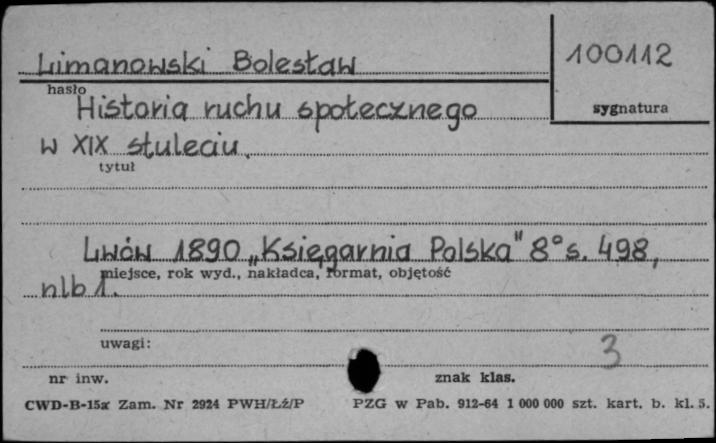 Limanowski Bolesław
100112
hasło
sygnatura
Historia ruchu społecznego
w XIX stuleciu.
tytuł
Lwów 1890 „Księgarnia Polska" 8° s. 498,
miejsce, rok wyd., nakładca, format, objętość
nlb 1.
uwagi:
3
nr inw.
znak klas.
CWD-B-15a Zam. Nr 2924 PWH/Łź/P
PZG w Pab. 912-64 1 000 000 szt. kart. b. kl. 5.